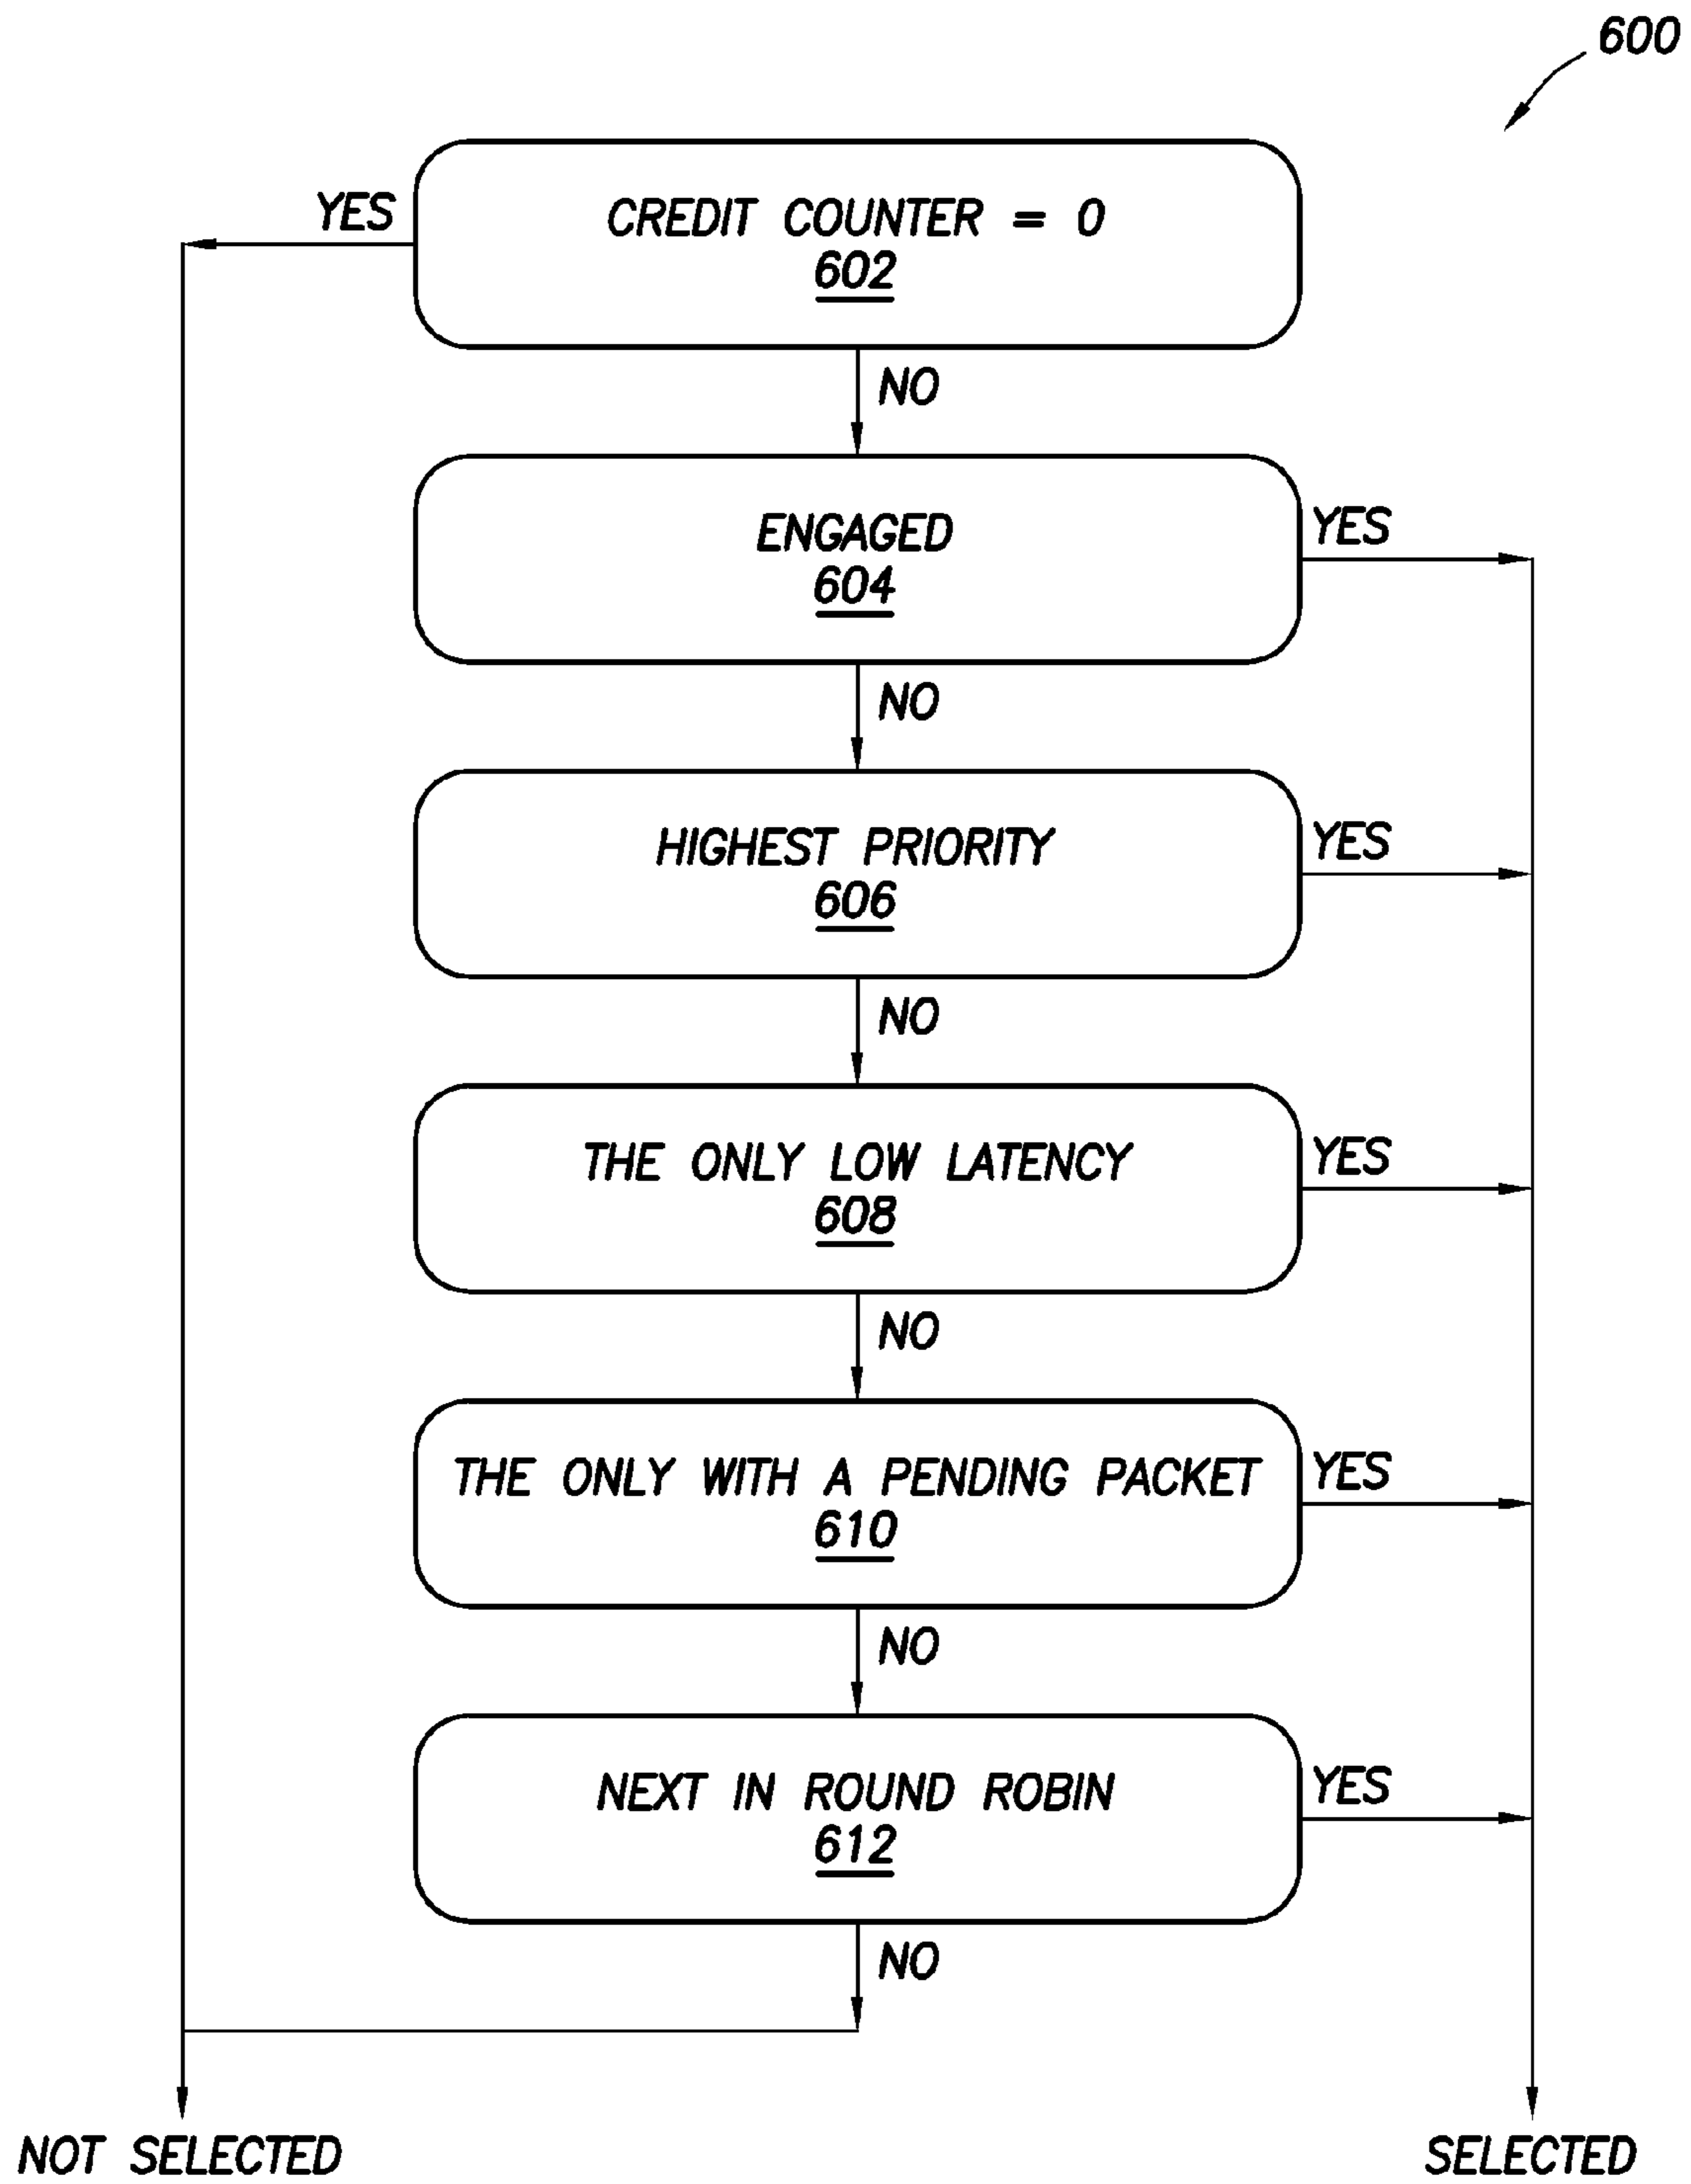 600
CREDIT COUNTER = 0
602
YES
NO
ENGAGED
604
YES
NO
HIGHEST PRIORITY
606
YES
NO
THE ONLY LOW LATENCY
608
YES
NO
THE ONLY WITH A PENDING PACKET
610
YES
NO
NEXT IN ROUND ROBIN
612
YES
NO
NOT SELECTED
SELECTED